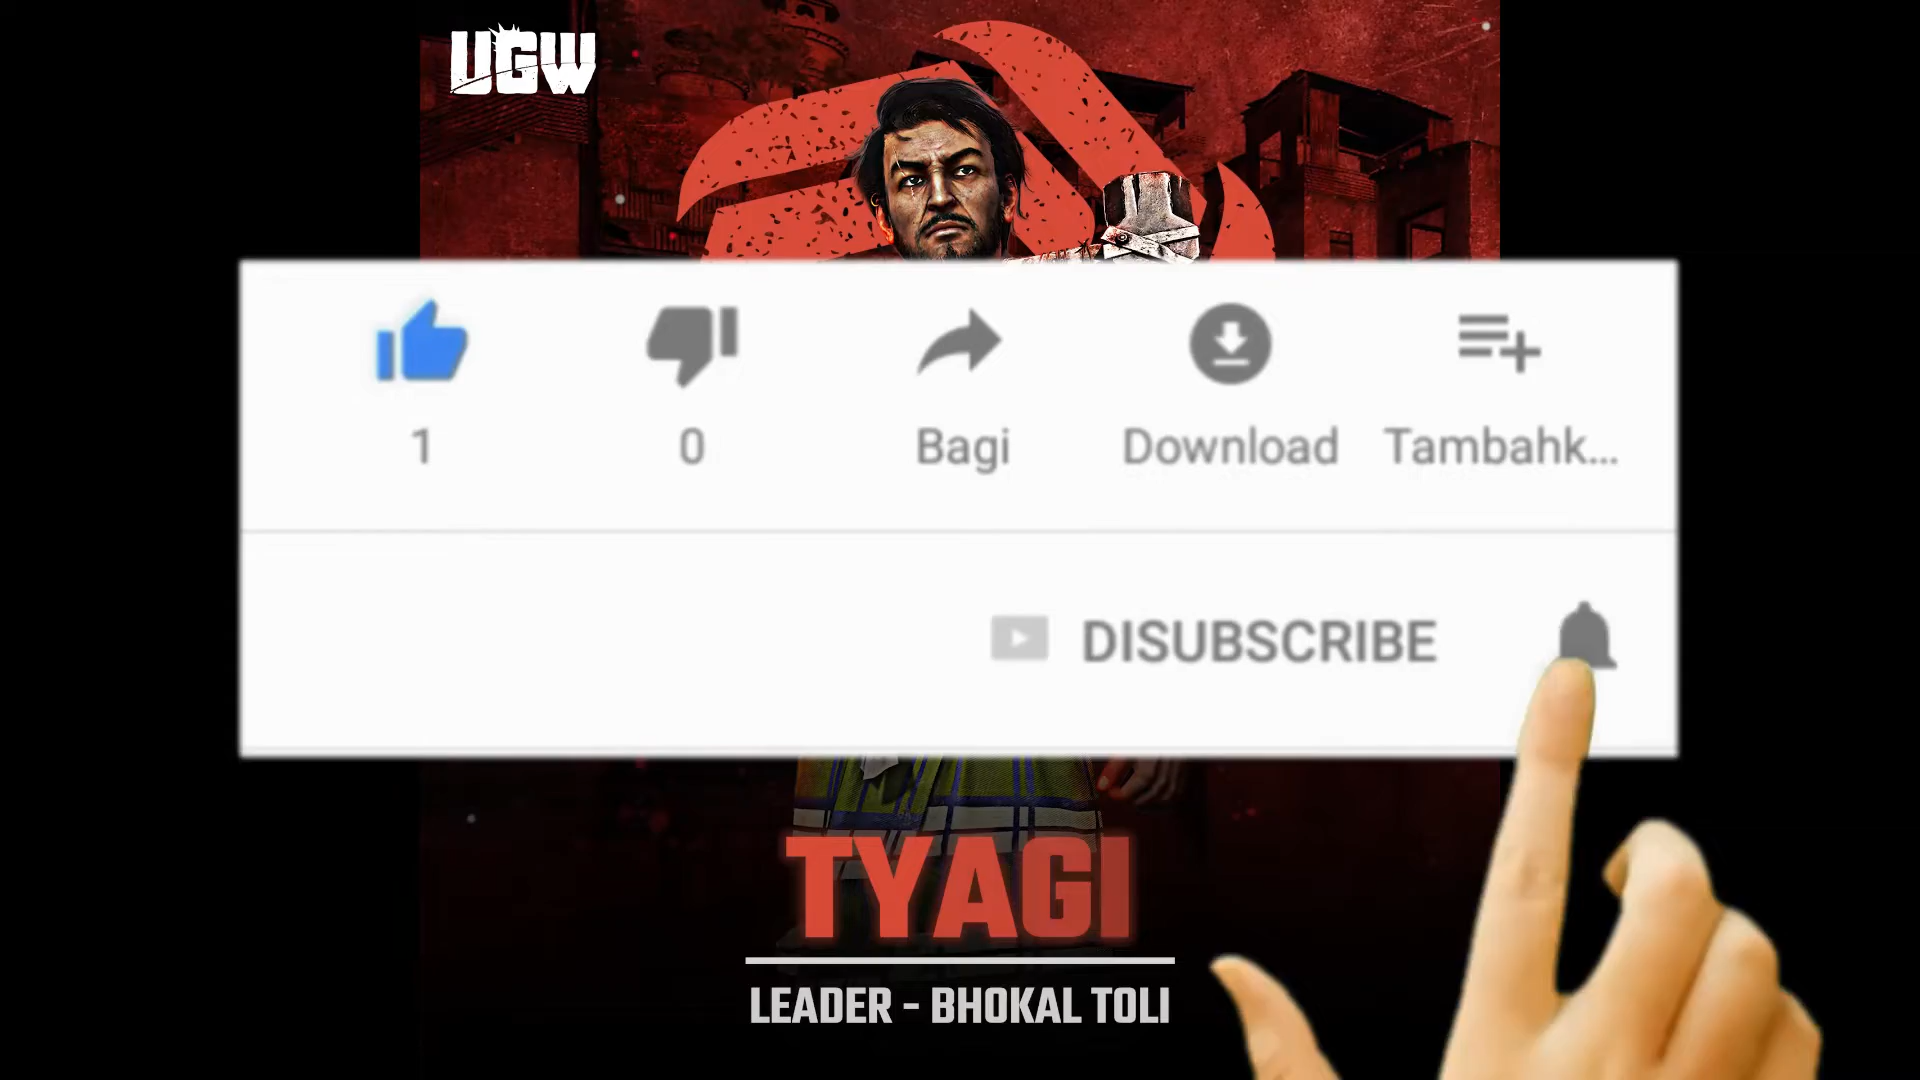 UGW
1
0
Bagi
Download
Tambahk...
DISUBSCRIBE
TYAGI
LEADER - BHOKAL TOLI